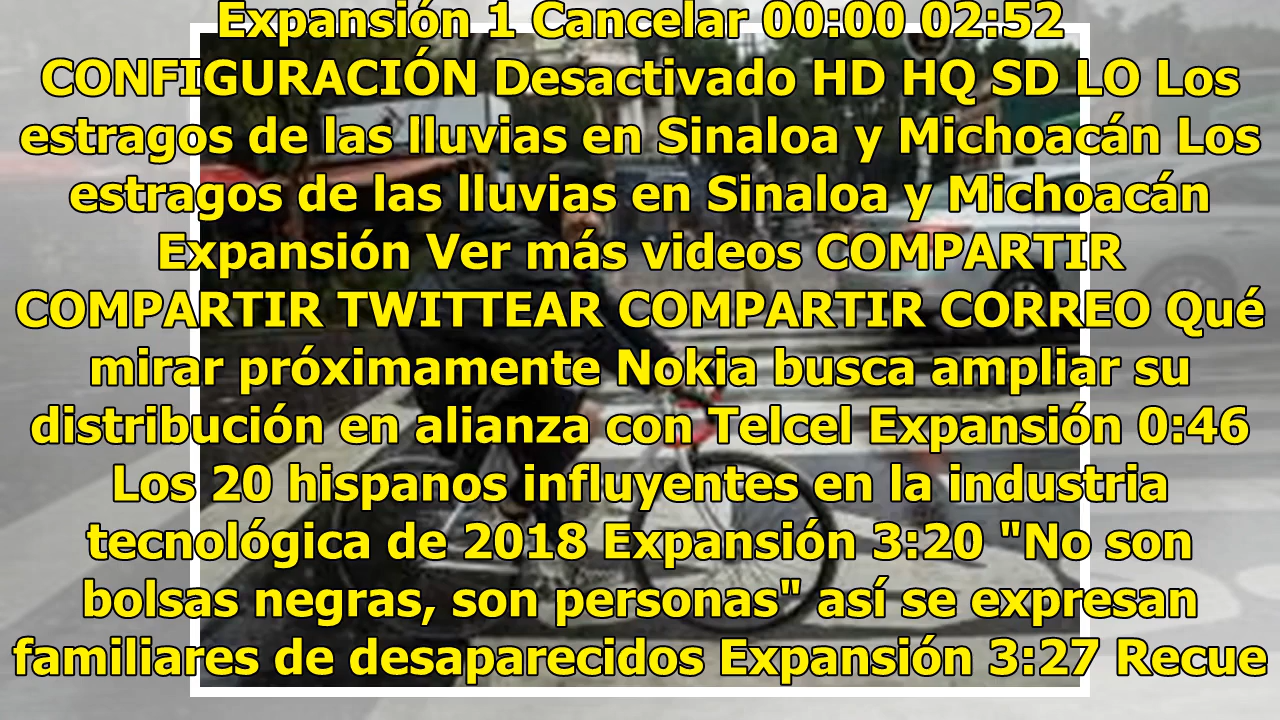 Expansión 1 Cancelar 00:00 02:52
CONFIGURACIÓN Desactivado HD HQ SD LO Los
estragos de las lluvias en Sinaloa y Michoacán Los
estragos de las lluvias en Sinaloa y Michoacán
Expansión Ver más videos COMPARTIR
COMPARTIR TWITTEAR COMPARTIR CORREO Qué
mirar próximamente Nokia busca ampliar su
distribución en alianza con Telcel Expansión 0:46
Los 20 hispanos influyentes en la industria
tecnológica de 2018 Expansión 3:20 "No son
bolsas negras, son personas" así se expresan
familiares de desaparecidos Expansión 3:27 Recue